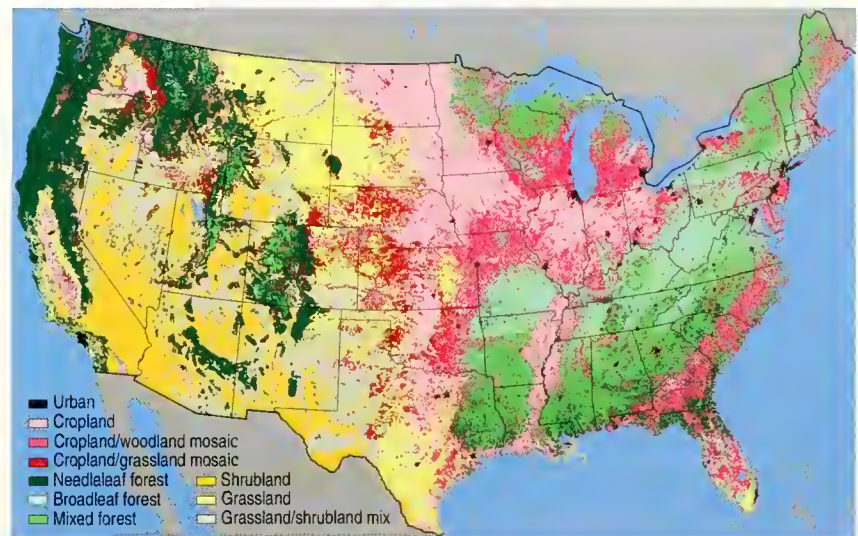 Urban
Cropland
Cropland/woodland mosaic
Cropland/grassland mosaic
Needleleaf forest
Broadleaf forest
Mixed forest
Shrubland
Grassland
Grassland/shrubland mix